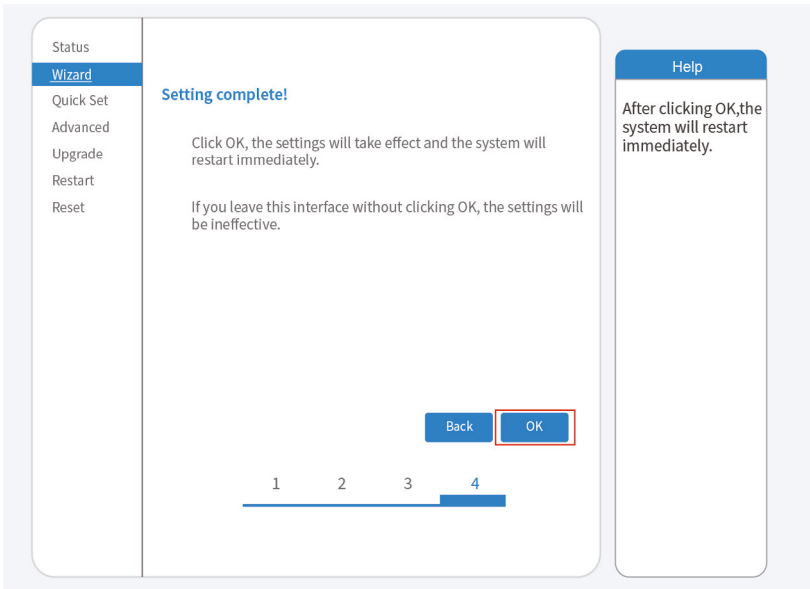 Status
Wizard
Quick Set
Advanced
Upgrade
Restart
Reset
Setting complete!
Click OK, the settings will take effect and the system will
restart immediately.
If you leave this interface without clicking OK, the settings will
be ineffective.
Back
OK
1 2 3 4
Help
After clicking OK,the
system will restart
immediately.